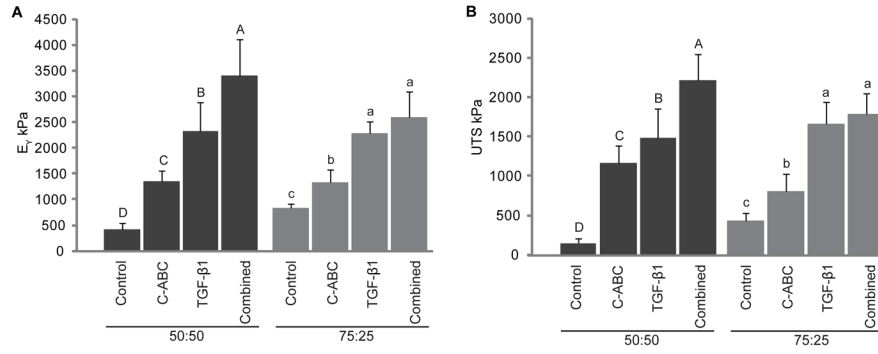 A
4500
4000
3500
3000
2500
2000
1500
1000
500
0
E_Y kPa
D
C
B
A
c
b
a
a
Control
C-ABC
TGF-β1
Combined
Control
C-ABC
TGF-β1
Combined
50:50
75:25
B
3000
2500
2000
1500
1000
500
0
UTS kPa
D
C
B
A
c
b
a
a
Control
C-ABC
TGF-β1
Combined
Control
C-ABC
TGF-β1
Combined
50:50
75:25